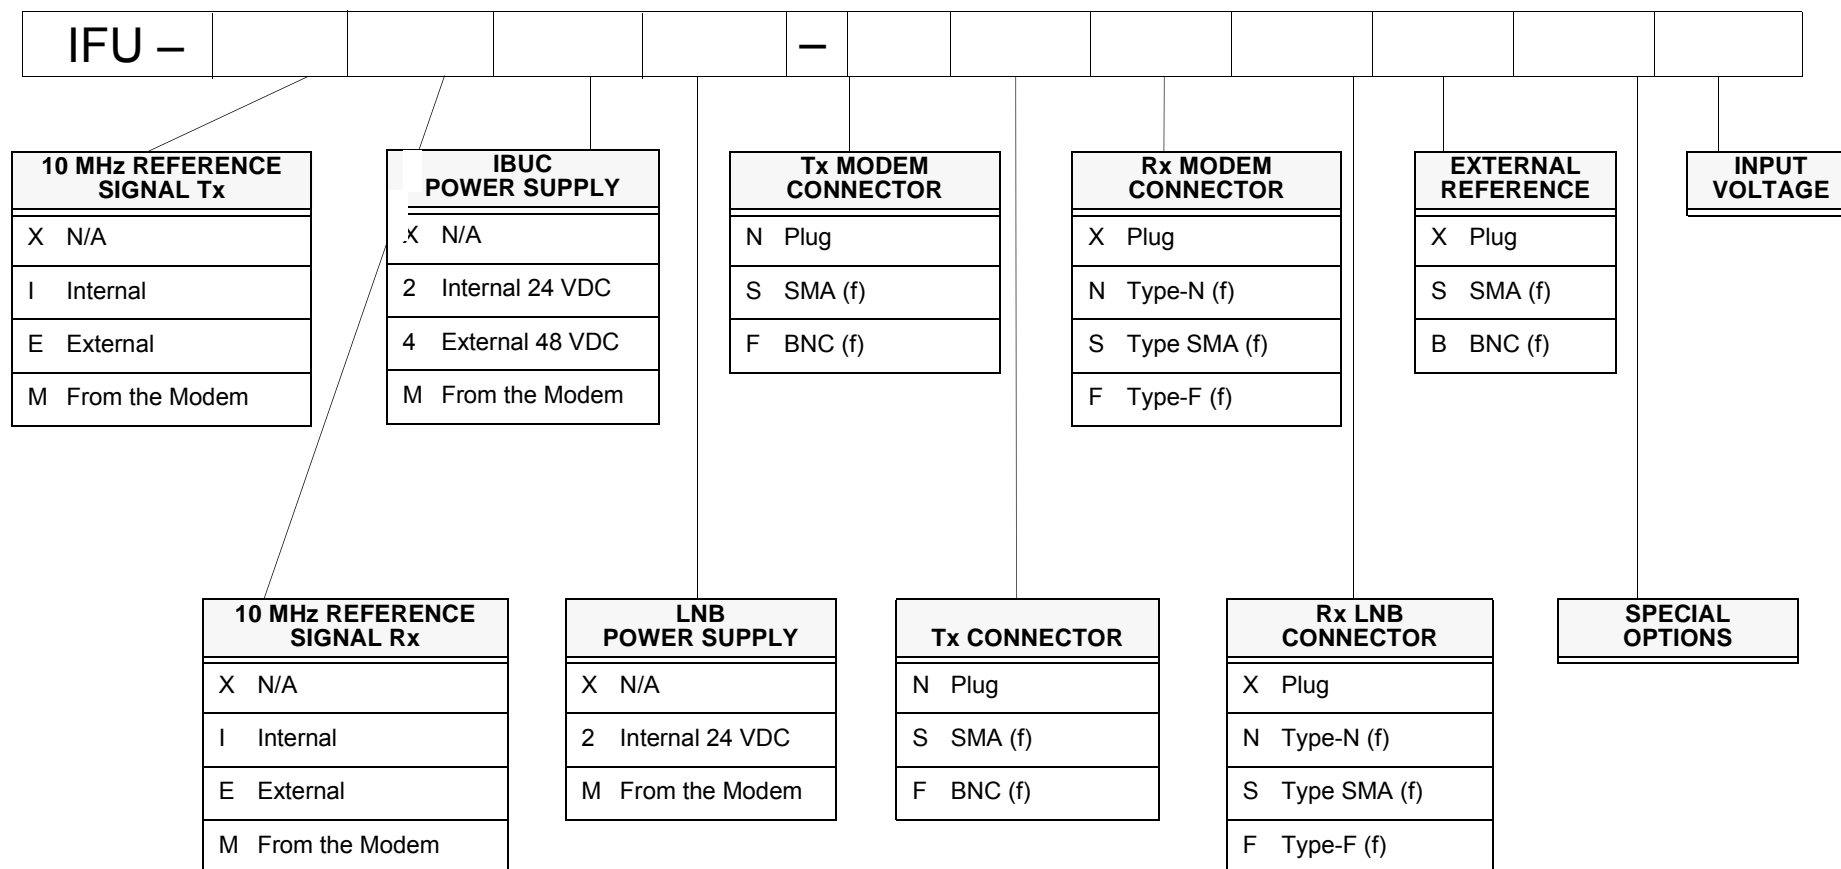 IFU –
–
10 MHz REFERENCE
SIGNAL Tx
X N/A
I Internal
E External
M From the Modem
IBUC
POWER SUPPLY
X N/A
2 Internal 24 VDC
4 External 48 VDC
M From the Modem
Tx MODEM
CONNECTOR
N Plug
S SMA (f)
F BNC (f)
Rx MODEM
CONNECTOR
X Plug
N Type-N (f)
S Type SMA (f)
F Type-F (f)
EXTERNAL
REFERENCE
X Plug
S SMA (f)
B BNC (f)
INPUT
VOLTAGE
10 MHz REFERENCE
SIGNAL Rx
X N/A
I Internal
E External
M From the Modem
LNB
POWER SUPPLY
X N/A
2 Internal 24 VDC
M From the Modem
Tx CONNECTOR
N Plug
S SMA (f)
F BNC (f)
Rx LNB
CONNECTOR
X Plug
N Type-N (f)
S Type SMA (f)
F Type-F (f)
SPECIAL
OPTIONS